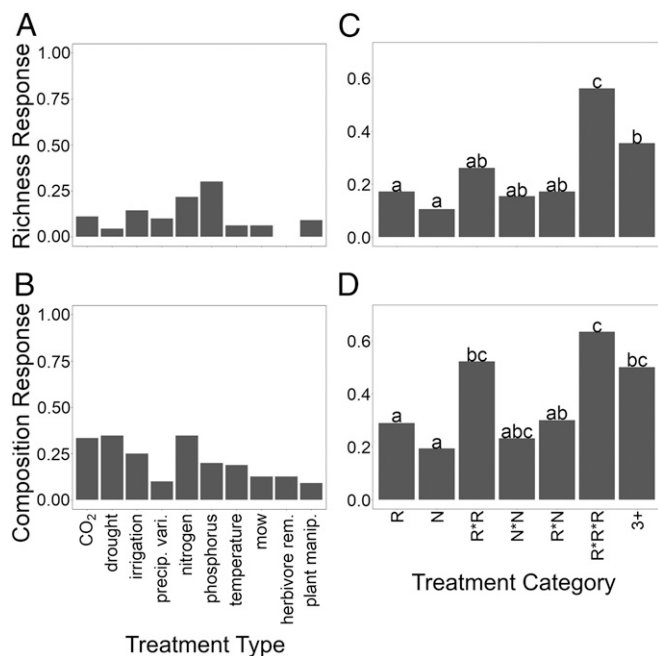 A
Richness Response
1.00
0.75
0.50
0.25
0.00
B
Composition Response
1.00
0.75
0.50
0.25
0.00
CO₂
drought
irrigation
precip. vari.
nitrogen
phosphorus
temperature
mow
herbivore rem.
plant manip.
Treatment Type
C
0.6
0.4
0.2
0.0
a
a
ab
ab
ab
c
b
D
0.6
0.4
0.2
0.0
a
a
bc
abc
ab
c
bc
R
N
R*R
N*N
R*N
R*R*R
3+
Treatment Category